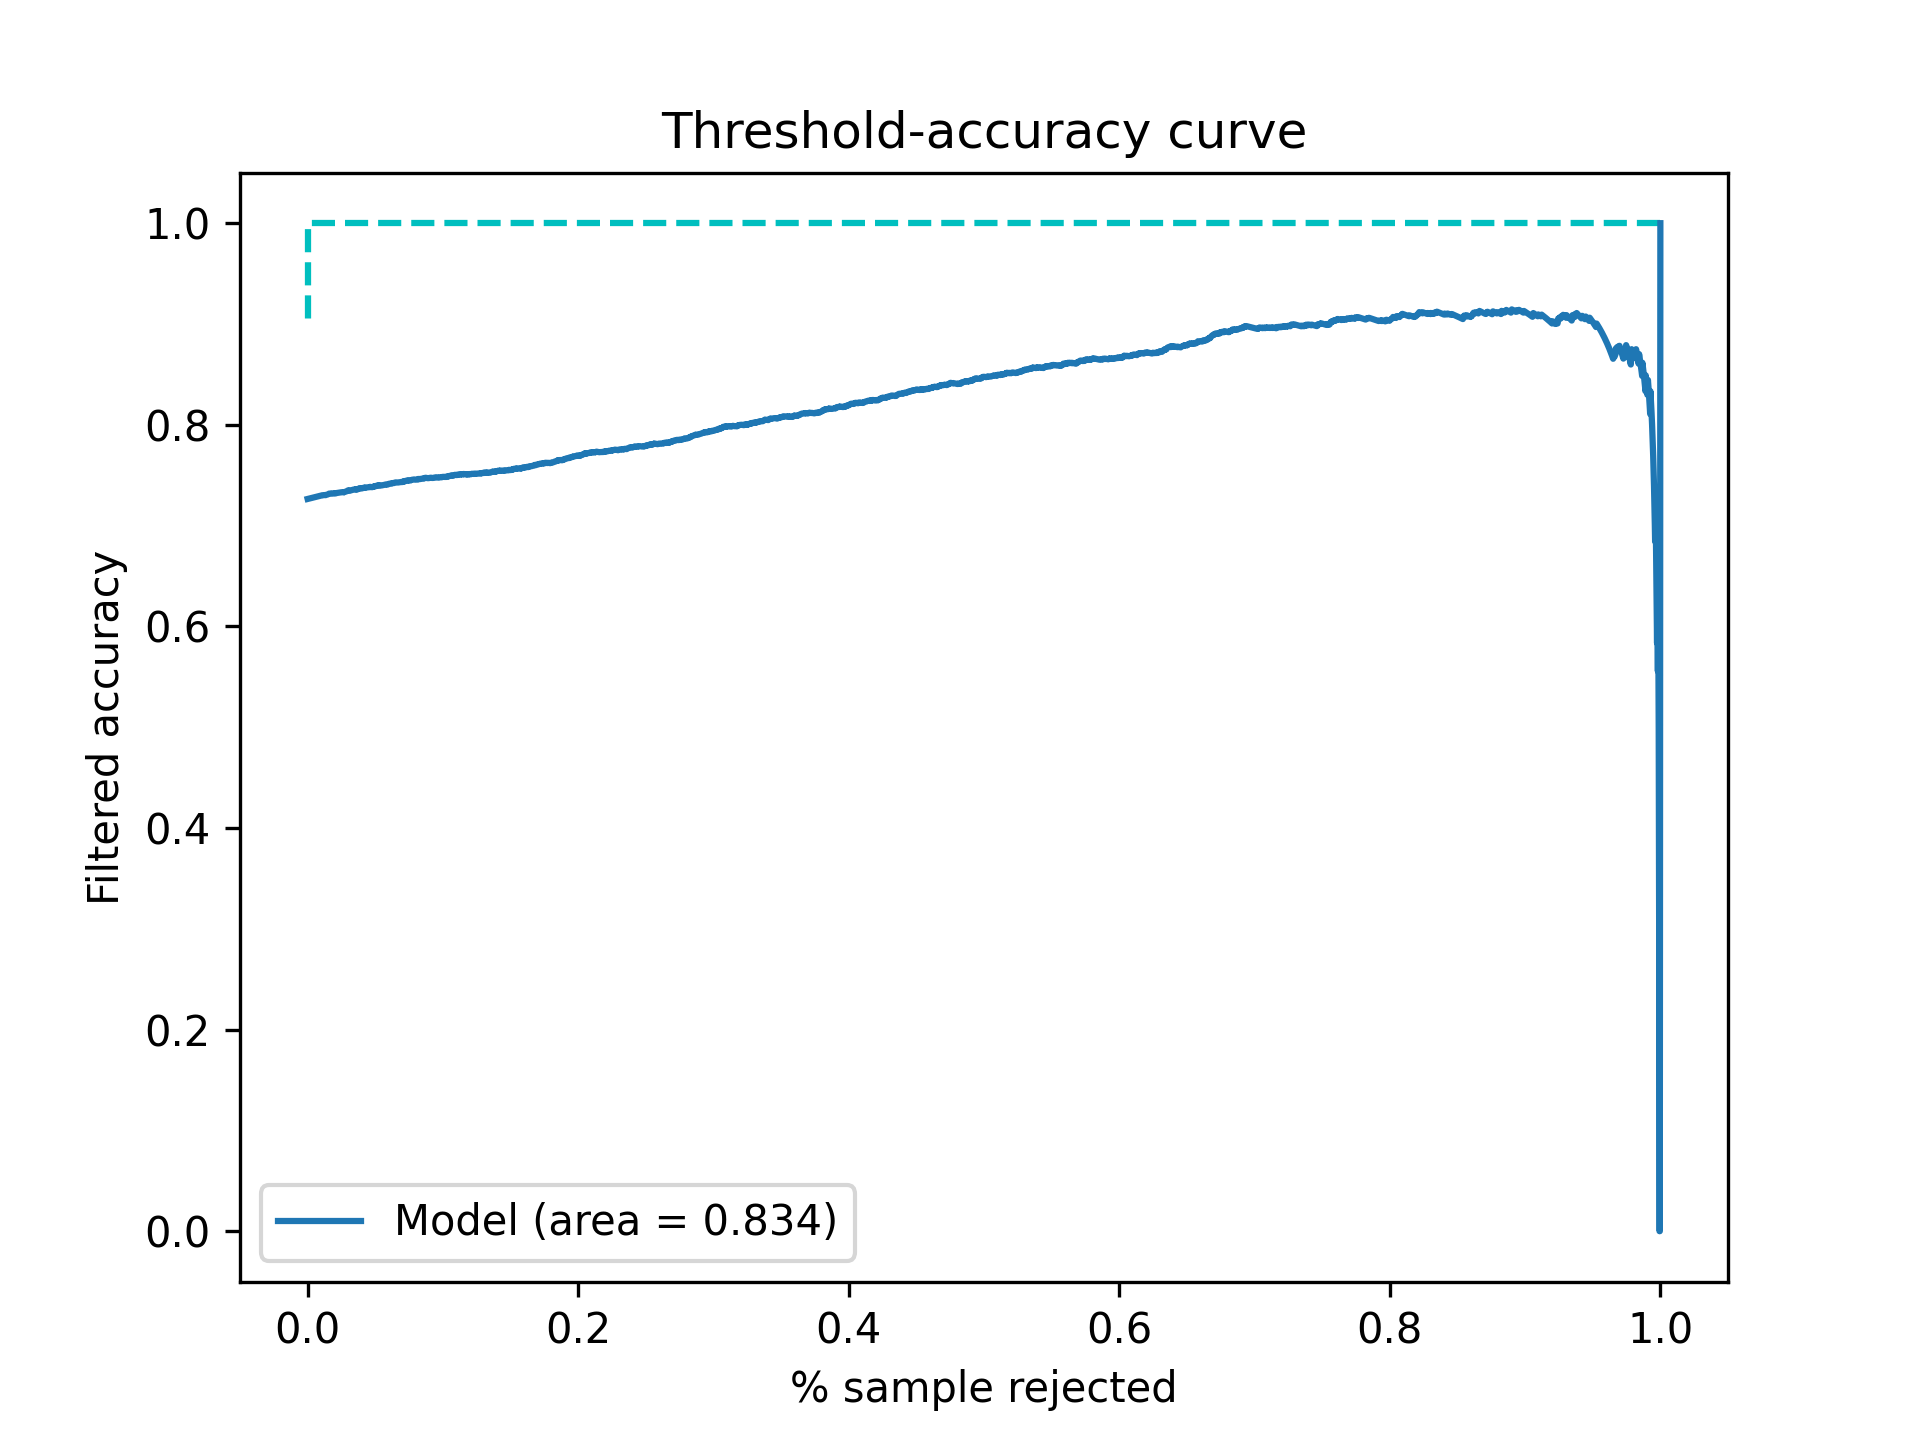 Threshold-accuracy curve
1.0
0.8
0.6
0.4
0.2
0.0
Filtered accuracy
Model (area = 0.834)
0.0 0.2 0.4 0.6 0.8 1.0
% sample rejected